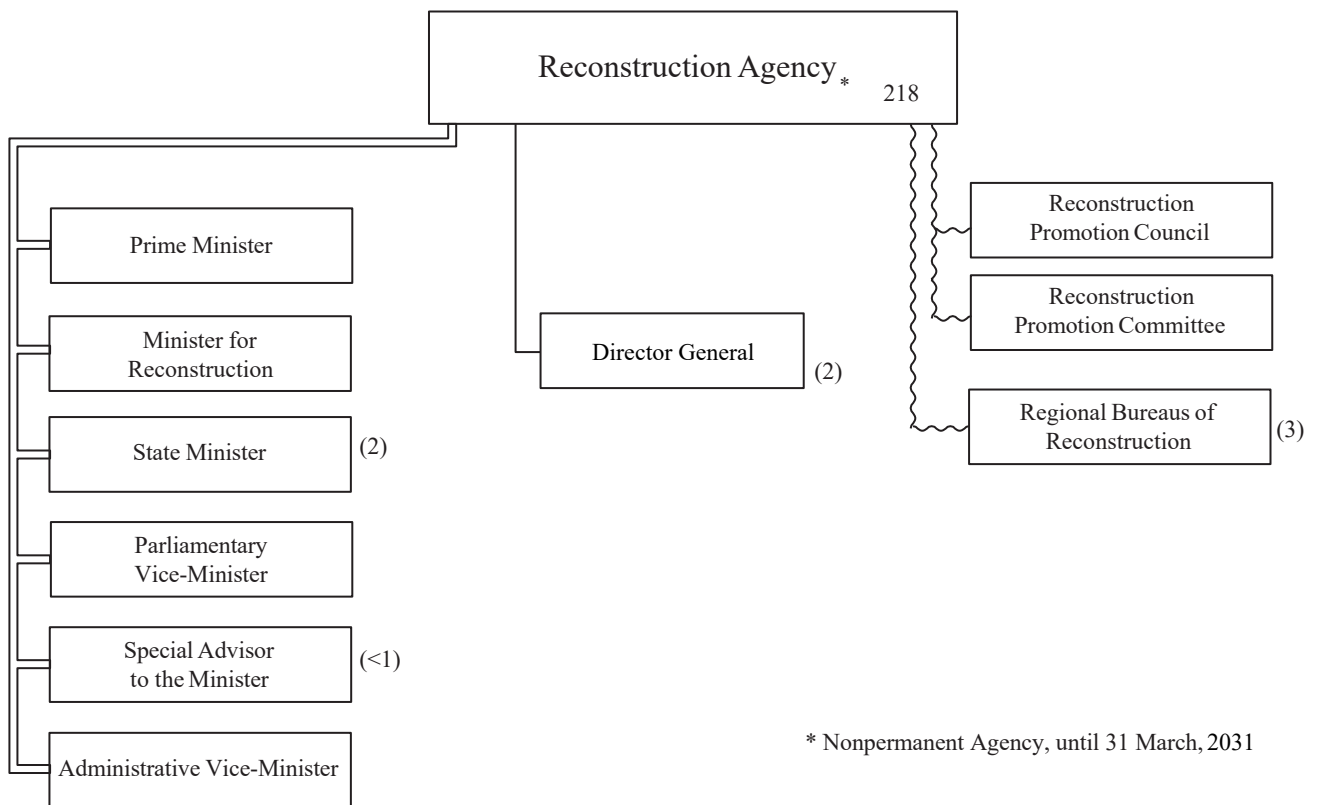 Reconstruction Agency *
218
Prime Minister
Minister for
Reconstruction
State Minister
(2)
Parliamentary
Vice-Minister
Special Advisor
to the Minister
(<1)
Administrative Vice-Minister
Director General
(2)
Reconstruction
Promotion Council
Reconstruction
Promotion Committee
Regional Bureaus of
Reconstruction
(3)
* Nonpermanent Agency, until 31 March, 2031